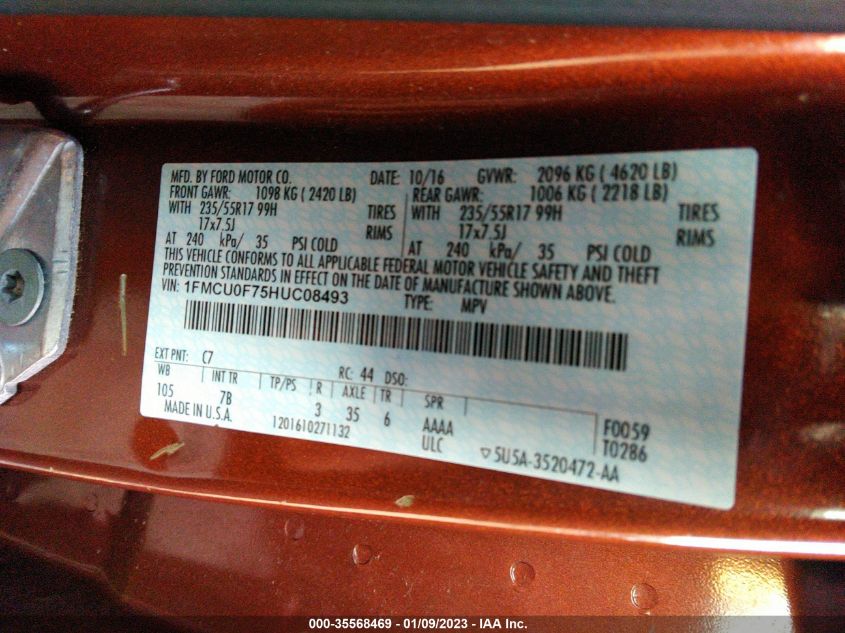 MFD. BY FORD MOTOR CO. DATE: 10/16 GVWR: 2096 KG ( 4620 LB)
FRONT GAWR: 1098 KG ( 2420 LB) REAR GAWR: 1006 KG ( 2218 LB)
WITH 235/55R17 99H TIRES WITH 235/55R17 99H TIRES
17x7.5J RIMS 17x7.5J RIMS
AT 240 kPa/ 35 PSI COLD AT 240 kPa/ 35 PSI COLD
THIS VEHICLE CONFORMS TO ALL APPLICABLE FEDERAL MOTOR VEHICLE SAFETY AND THEFT
PREVENTION STANDARDS IN EFFECT ON THE DATE OF MANUFACTURE SHOWN ABOVE.
VIN: 1FMCU0F75HUC08493 TYPE: MPV
EXT PNT: C7 RC: 44 DSO:
WB INT TR TP/PS R AXLE TR SPR
105 7B 3 35 6 AAAA F0059
MADE IN U.S.A. 1201610271132 ULC T0286
▽5U5A-3520472-AA
000-35568469 - 01/09/2023 - IAA Inc.